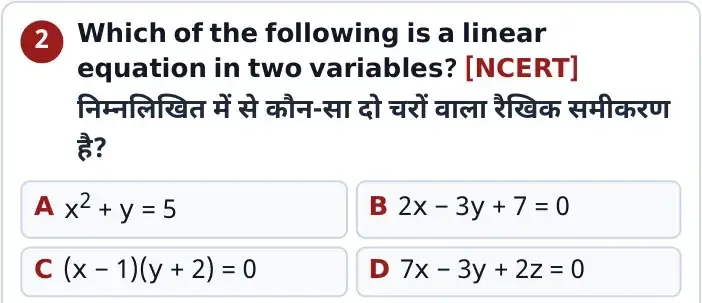 2 Which of the following is a linear
equation in two variables? [NCERT]
निम्नलिखित में से कौन-सा दो चरों वाला रैखिक समीकरण
है?
A x² + y = 5
B 2x − 3y + 7 = 0
C (x − 1)(y + 2) = 0
D 7x − 3y + 2z = 0